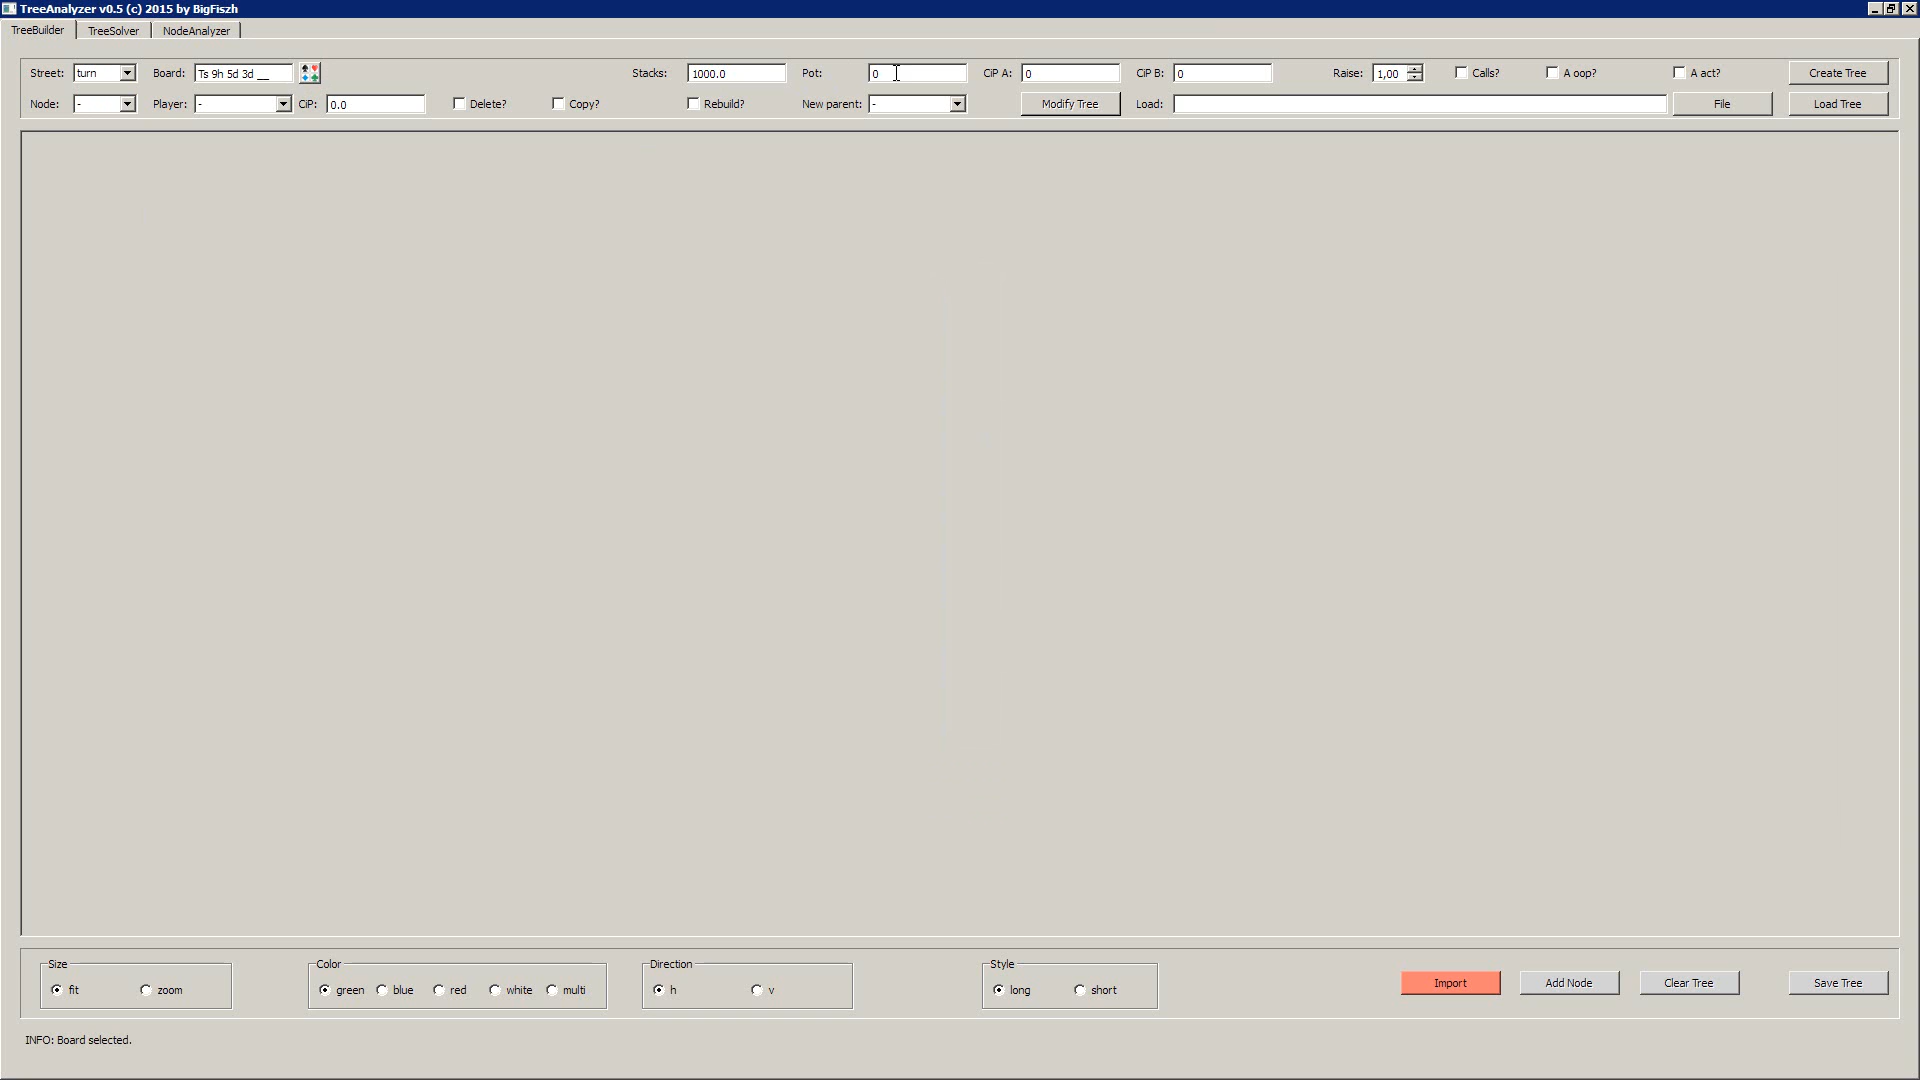 TreeAnalyzer v0.5 (c) 2015 by BigFiszh
TreeBuilder TreeSolver NodeAnalyzer
Street: turn Board: Ts 9h 5d 3d __ Stacks: 1000.0 Pot: 0 CiP A: 0 CiP B: 0 Raise: 1,00 Calls? A oop? A act? Create Tree
Node: - Player: - CiP: 0.0 Delete? Copy? Rebuild? New parent: - Modify Tree Load: File Load Tree
Size Color Direction Style
fit zoom green blue red white multi h v long short Import Add Node Clear Tree Save Tree
INFO: Board selected.